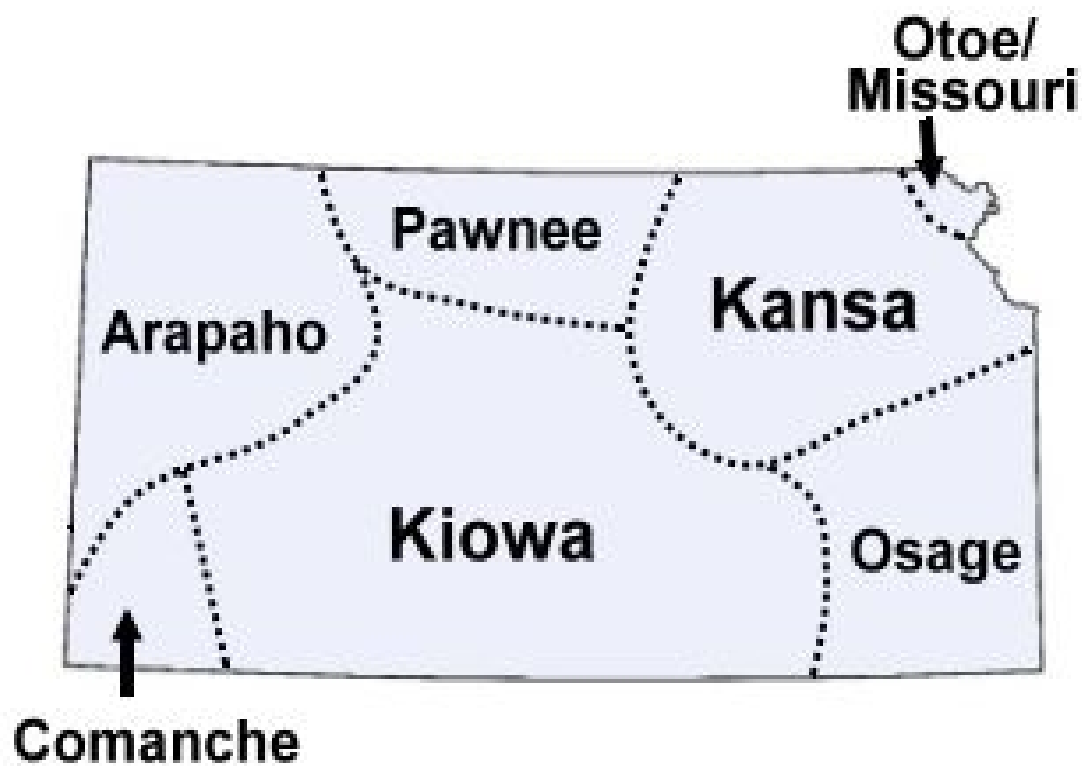 Otoe/
Missouri
Pawnee
Kansa
Arapaho
Kiowa
Osage
Comanche